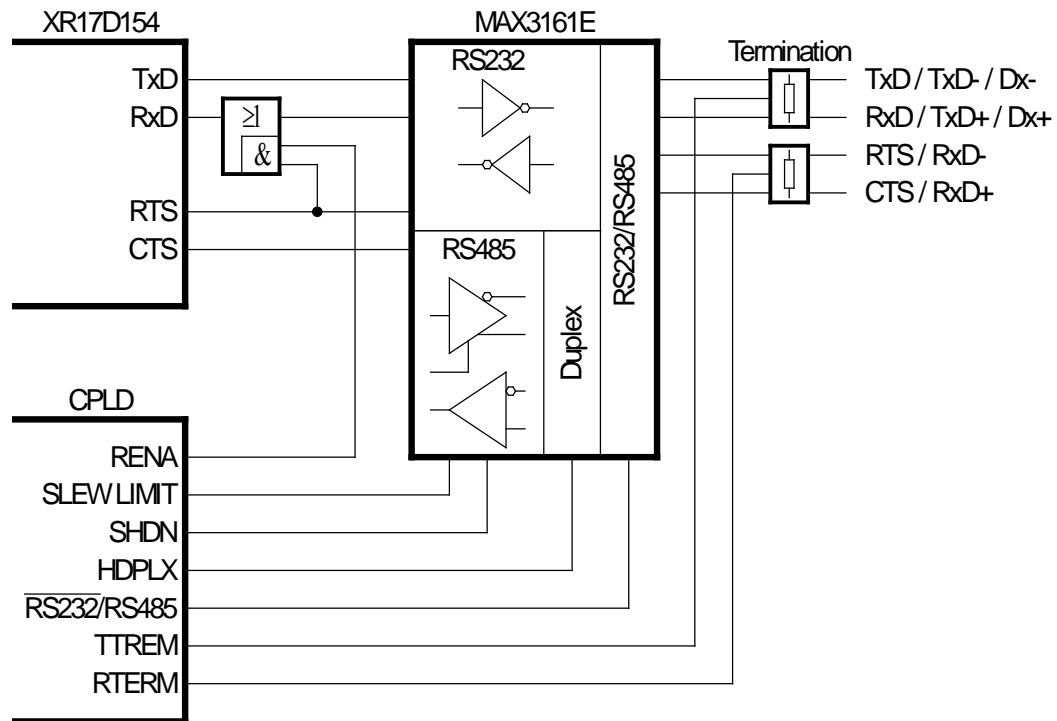 XR17D154
MAX3161E
TxD
RxD
RTS
CTS
≥1
&
RS232
RS485
Duplex
RS232/RS485
Termination
TxD / TxD- / Dx-
RxD / TxD+ / Dx+
RTS / RxD-
CTS / RxD+
CPLD
RENA
SLEW LIMIT
SHDN
HDPLX
RS232/RS485
TTREM
RTERM